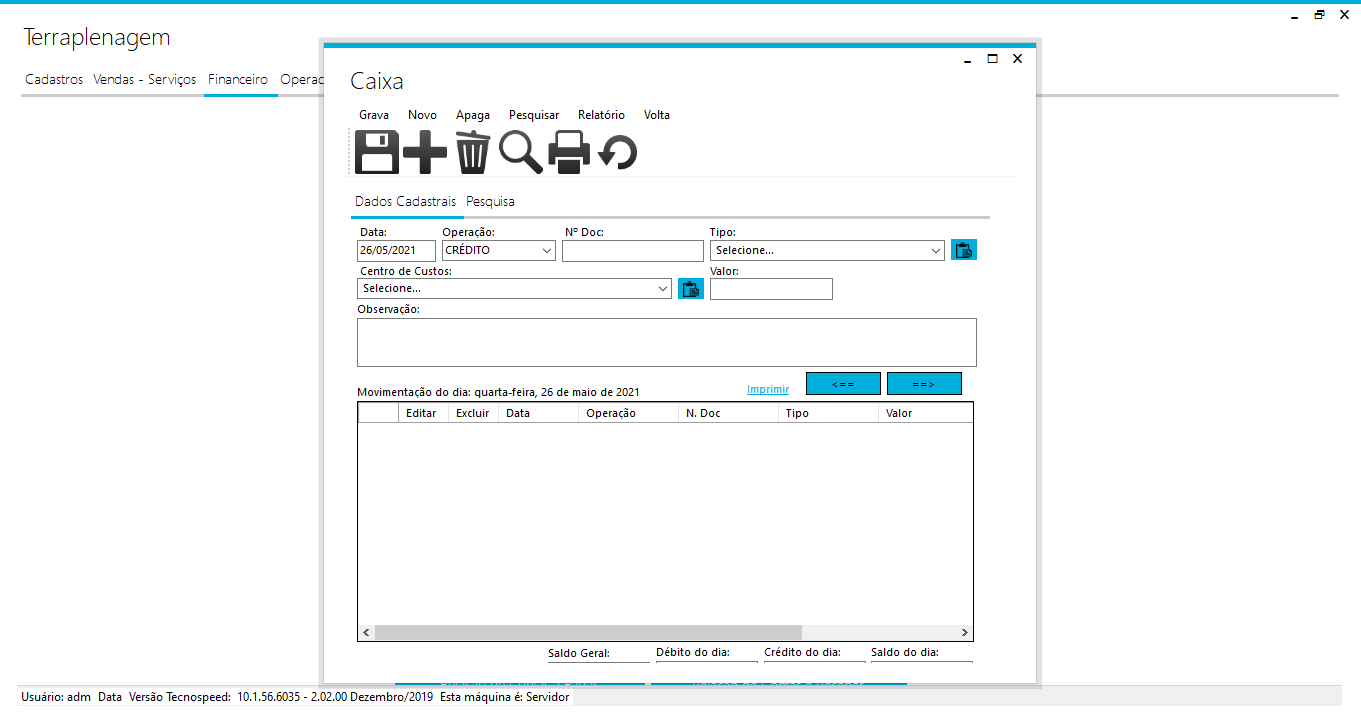 Terraplenagem
Cadastros Vendas - Serviços Financeiro Operac
Caixa
Grava Novo Apaga Pesquisar Relatório Volta
Dados Cadastrais Pesquisa
Data: Operação: Nº Doc: Tipo:
26/05/2021 CRÉDITO Selecione...
Centro de Custos: Valor:
Selecione...
Observação:
Movimentação do dia: quarta-feira, 26 de maio de 2021 Imprimir <== ==>
Editar Excluir Data Operação N. Doc Tipo Valor
Saldo Geral: Débito do dia: Crédito do dia: Saldo do dia:
Usuário: adm Data Versão Tecnospeed: 10.1.56.6035 - 2.02.00 Dezembro/2019 Esta máquina é: Servidor